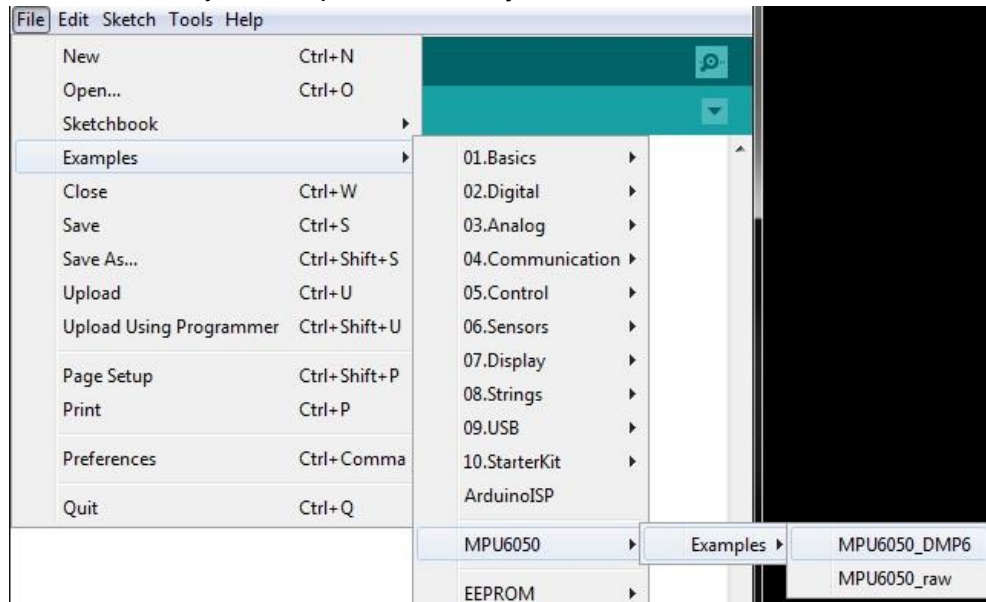 File Edit Sketch Tools Help
New Ctrl+N
Open... Ctrl+O
Sketchbook
Examples
Close Ctrl+W
Save Ctrl+S
Save As... Ctrl+Shift+S
Upload Ctrl+U
Upload Using Programmer Ctrl+Shift+U
Page Setup Ctrl+Shift+P
Print Ctrl+P
Preferences Ctrl+Comma
Quit Ctrl+Q
01.Basics
02.Digital
03.Analog
04.Communication
05.Control
06.Sensors
07.Display
08.Strings
09.USB
10.StarterKit
ArduinoISP
MPU6050
EEPROM
Examples
MPU6050_DMP6
MPU6050_raw